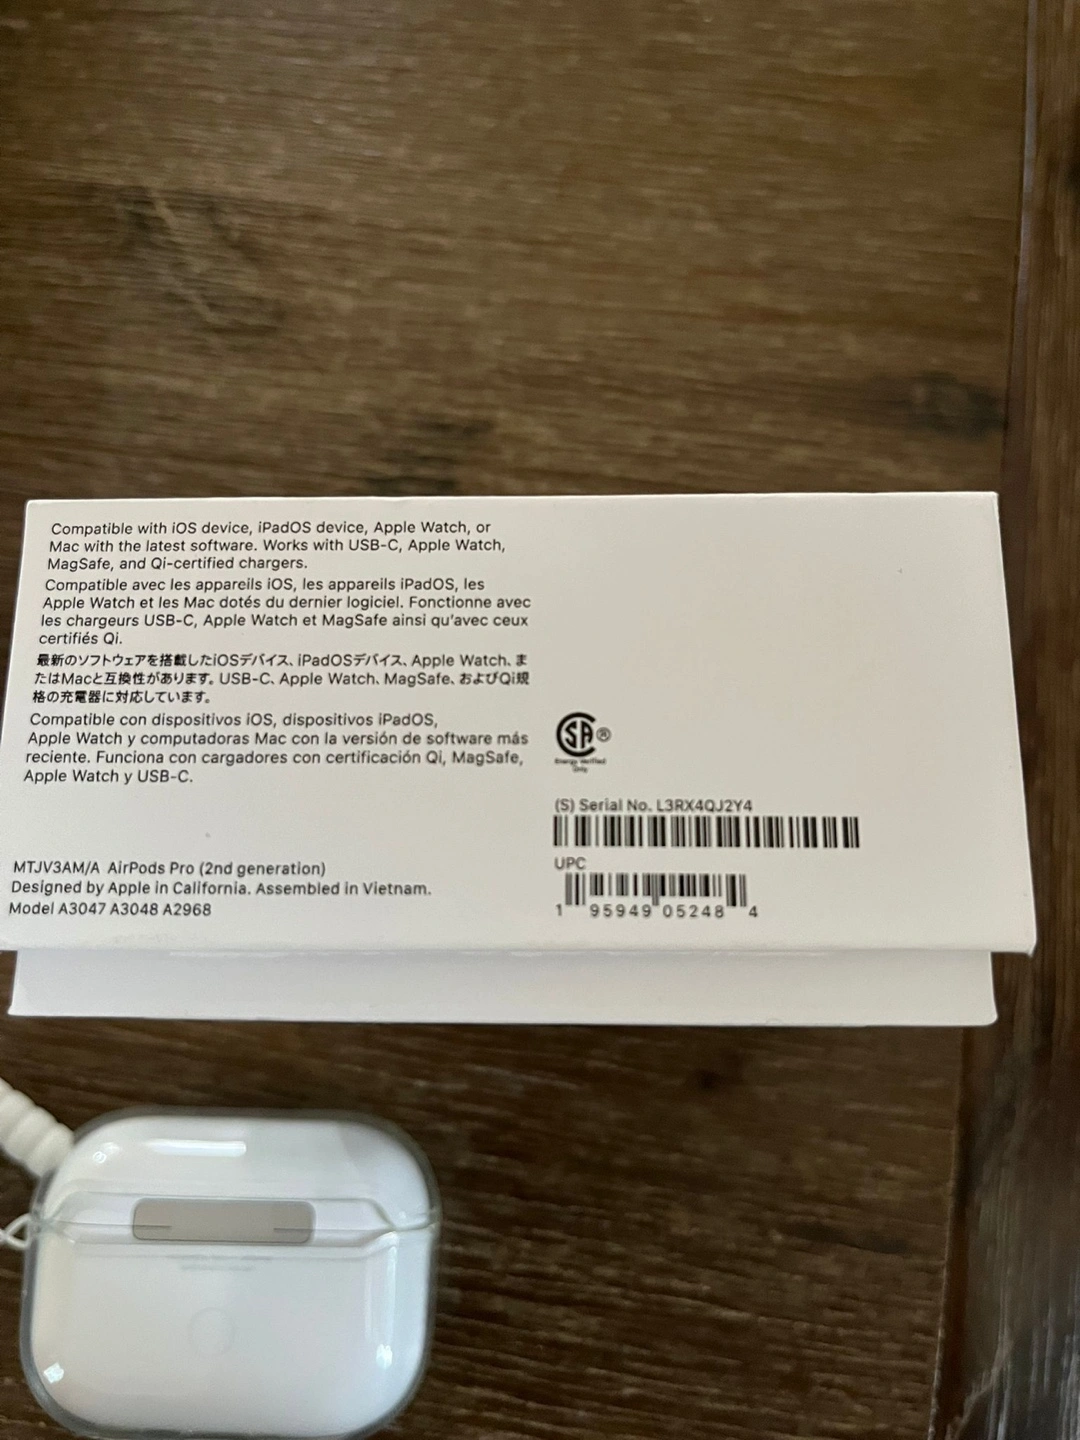 Compatible with iOS device, iPadOS device, Apple Watch, or
Mac with the latest software. Works with USB-C, Apple Watch,
MagSafe, and Qi-certified chargers.
Compatible avec les appareils iOS, les appareils iPadOS, les
Apple Watch et les Mac dotés du dernier logiciel. Fonctionne avec
les chargeurs USB-C, Apple Watch et MagSafe ainsi qu'avec ceux
certifiés Qi.
最新のソフトウェアを搭載したiOSデバイス、iPadOSデバイス、Apple Watch、ま
たはMacと互換性があります。USB-C、Apple Watch、MagSafe、およびQi規
格の充電器に対応しています。
Compatible con dispositivos iOS, dispositivos iPadOS,
Apple Watch y computadoras Mac con la versión de software más
reciente. Funciona con cargadores con certificación Qi, MagSafe,
Apple Watch y USB-C.
MTJV3AM/A AirPods Pro (2nd generation)
Designed by Apple in California. Assembled in Vietnam.
Model A3047 A3048 A2968
SA®
Energy Verified
Only
(S) Serial No. L3RX4QJ2Y4
UPC
1 95949 05248 4